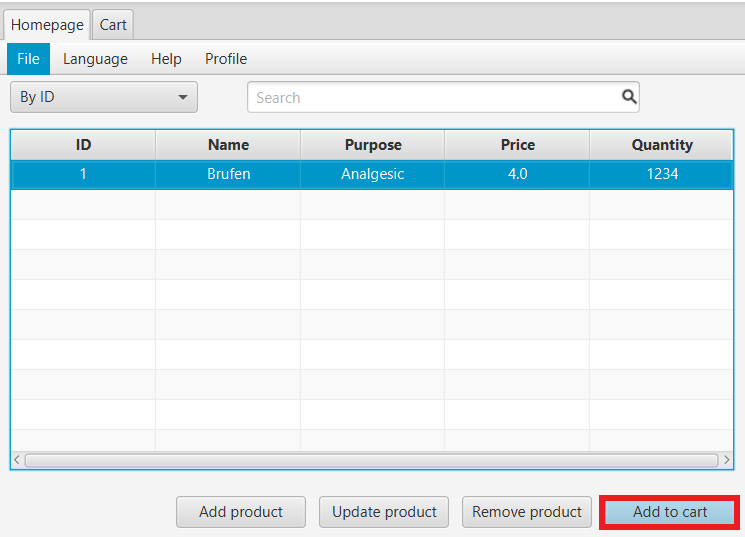 Homepage Cart
File Language Help Profile
By ID Search
ID Name Purpose Price Quantity
1 Brufen Analgesic 4.0 1234
Add product Update product Remove product Add to cart